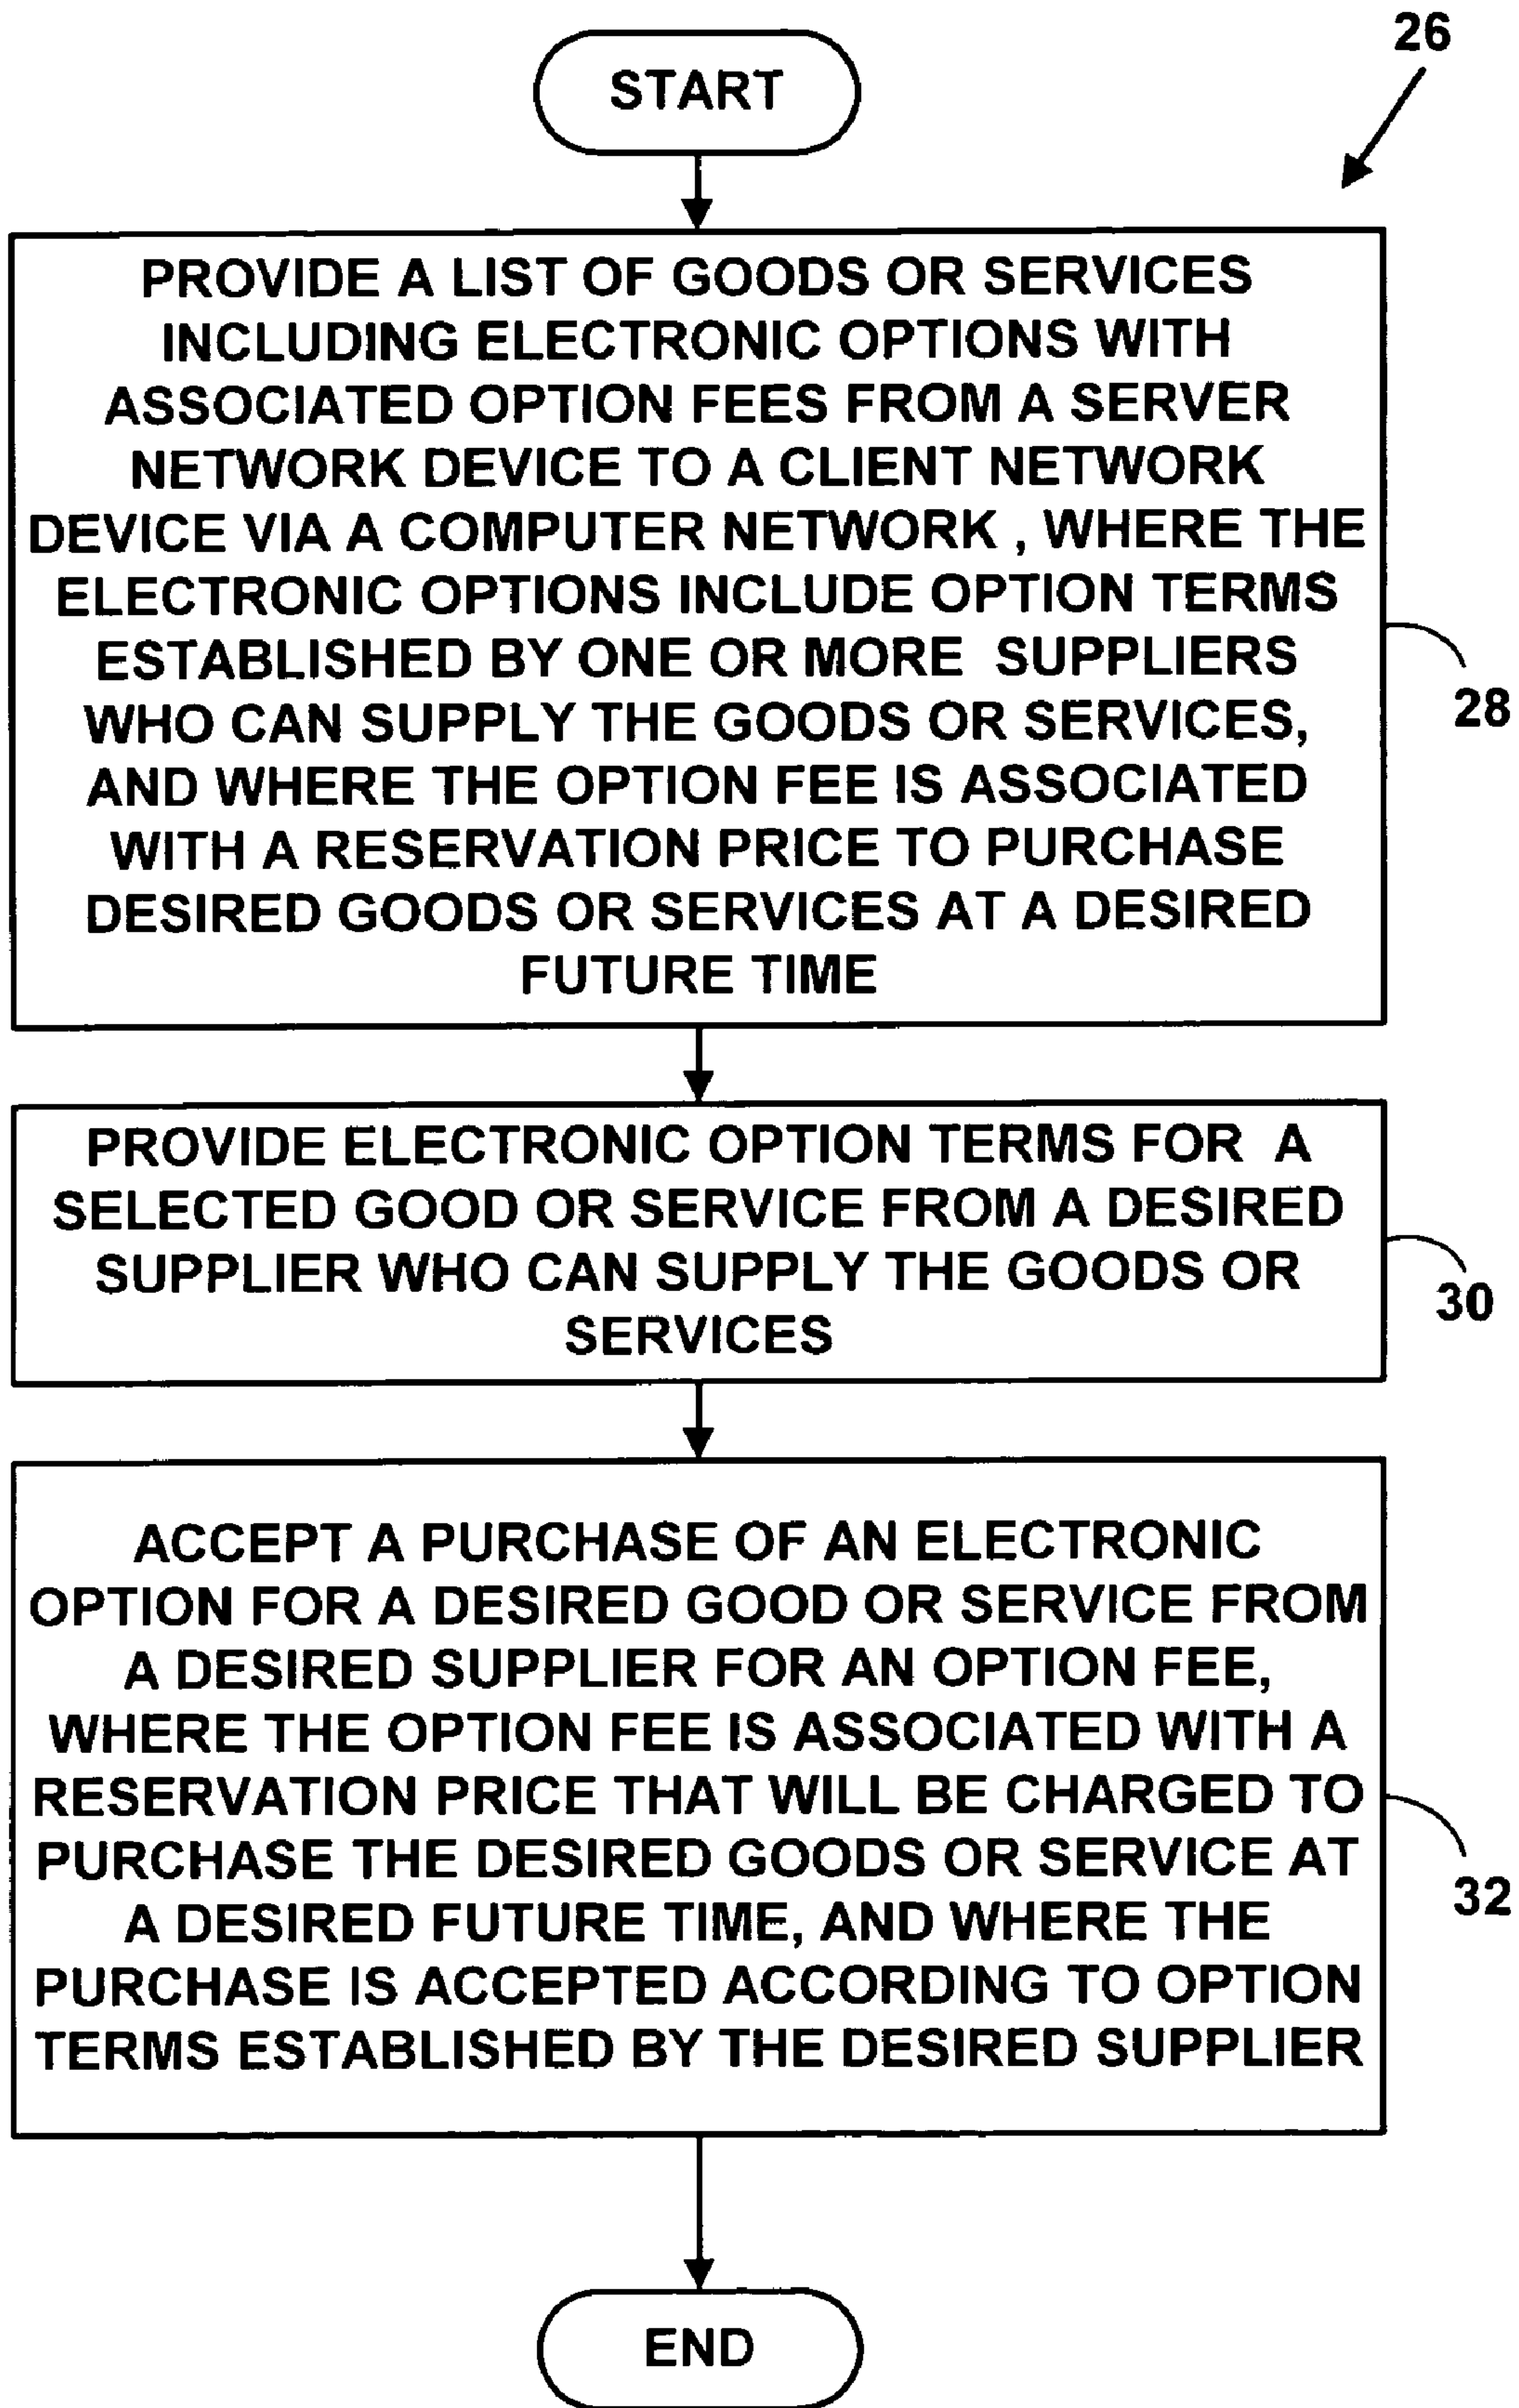 26
START
PROVIDE A LIST OF GOODS OR SERVICES
INCLUDING ELECTRONIC OPTIONS WITH
ASSOCIATED OPTION FEES FROM A SERVER
NETWORK DEVICE TO A CLIENT NETWORK
DEVICE VIA A COMPUTER NETWORK , WHERE THE
ELECTRONIC OPTIONS INCLUDE OPTION TERMS
ESTABLISHED BY ONE OR MORE SUPPLIERS
WHO CAN SUPPLY THE GOODS OR SERVICES,
AND WHERE THE OPTION FEE IS ASSOCIATED
WITH A RESERVATION PRICE TO PURCHASE
DESIRED GOODS OR SERVICES AT A DESIRED
FUTURE TIME
28
PROVIDE ELECTRONIC OPTION TERMS FOR A
SELECTED GOOD OR SERVICE FROM A DESIRED
SUPPLIER WHO CAN SUPPLY THE GOODS OR
SERVICES
30
ACCEPT A PURCHASE OF AN ELECTRONIC
OPTION FOR A DESIRED GOOD OR SERVICE FROM
A DESIRED SUPPLIER FOR AN OPTION FEE,
WHERE THE OPTION FEE IS ASSOCIATED WITH A
RESERVATION PRICE THAT WILL BE CHARGED TO
PURCHASE THE DESIRED GOODS OR SERVICE AT
A DESIRED FUTURE TIME, AND WHERE THE
PURCHASE IS ACCEPTED ACCORDING TO OPTION
TERMS ESTABLISHED BY THE DESIRED SUPPLIER
32
END